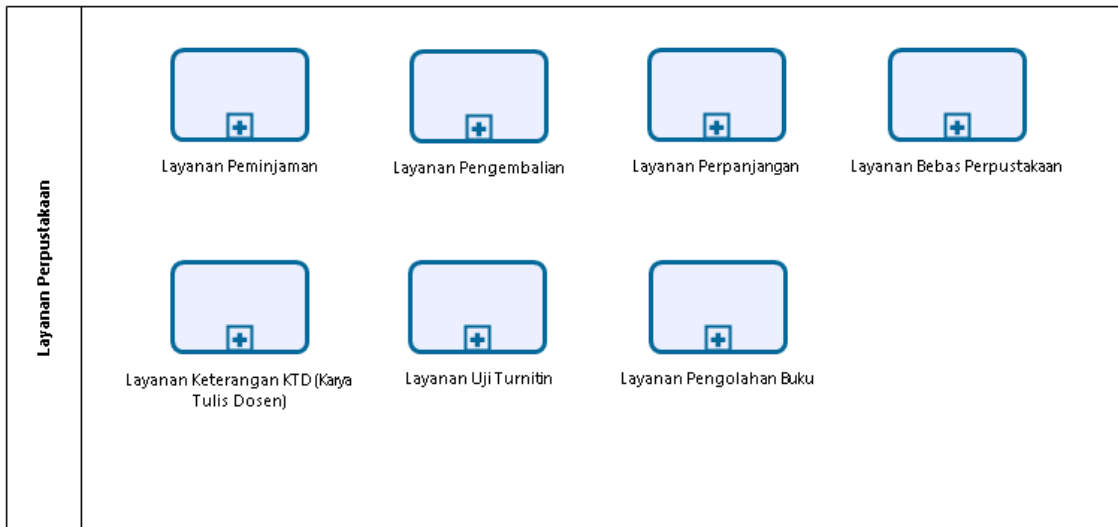 Layanan Perpustakaan
Layanan Peminjaman
Layanan Pengembalian
Layanan Perpanjangan
Layanan Bebas Perpustakaan
Layanan Keterangan KTD (Karya
Tulis Dosen)
Layanan Uji Turnitin
Layanan Pengolahan Buku